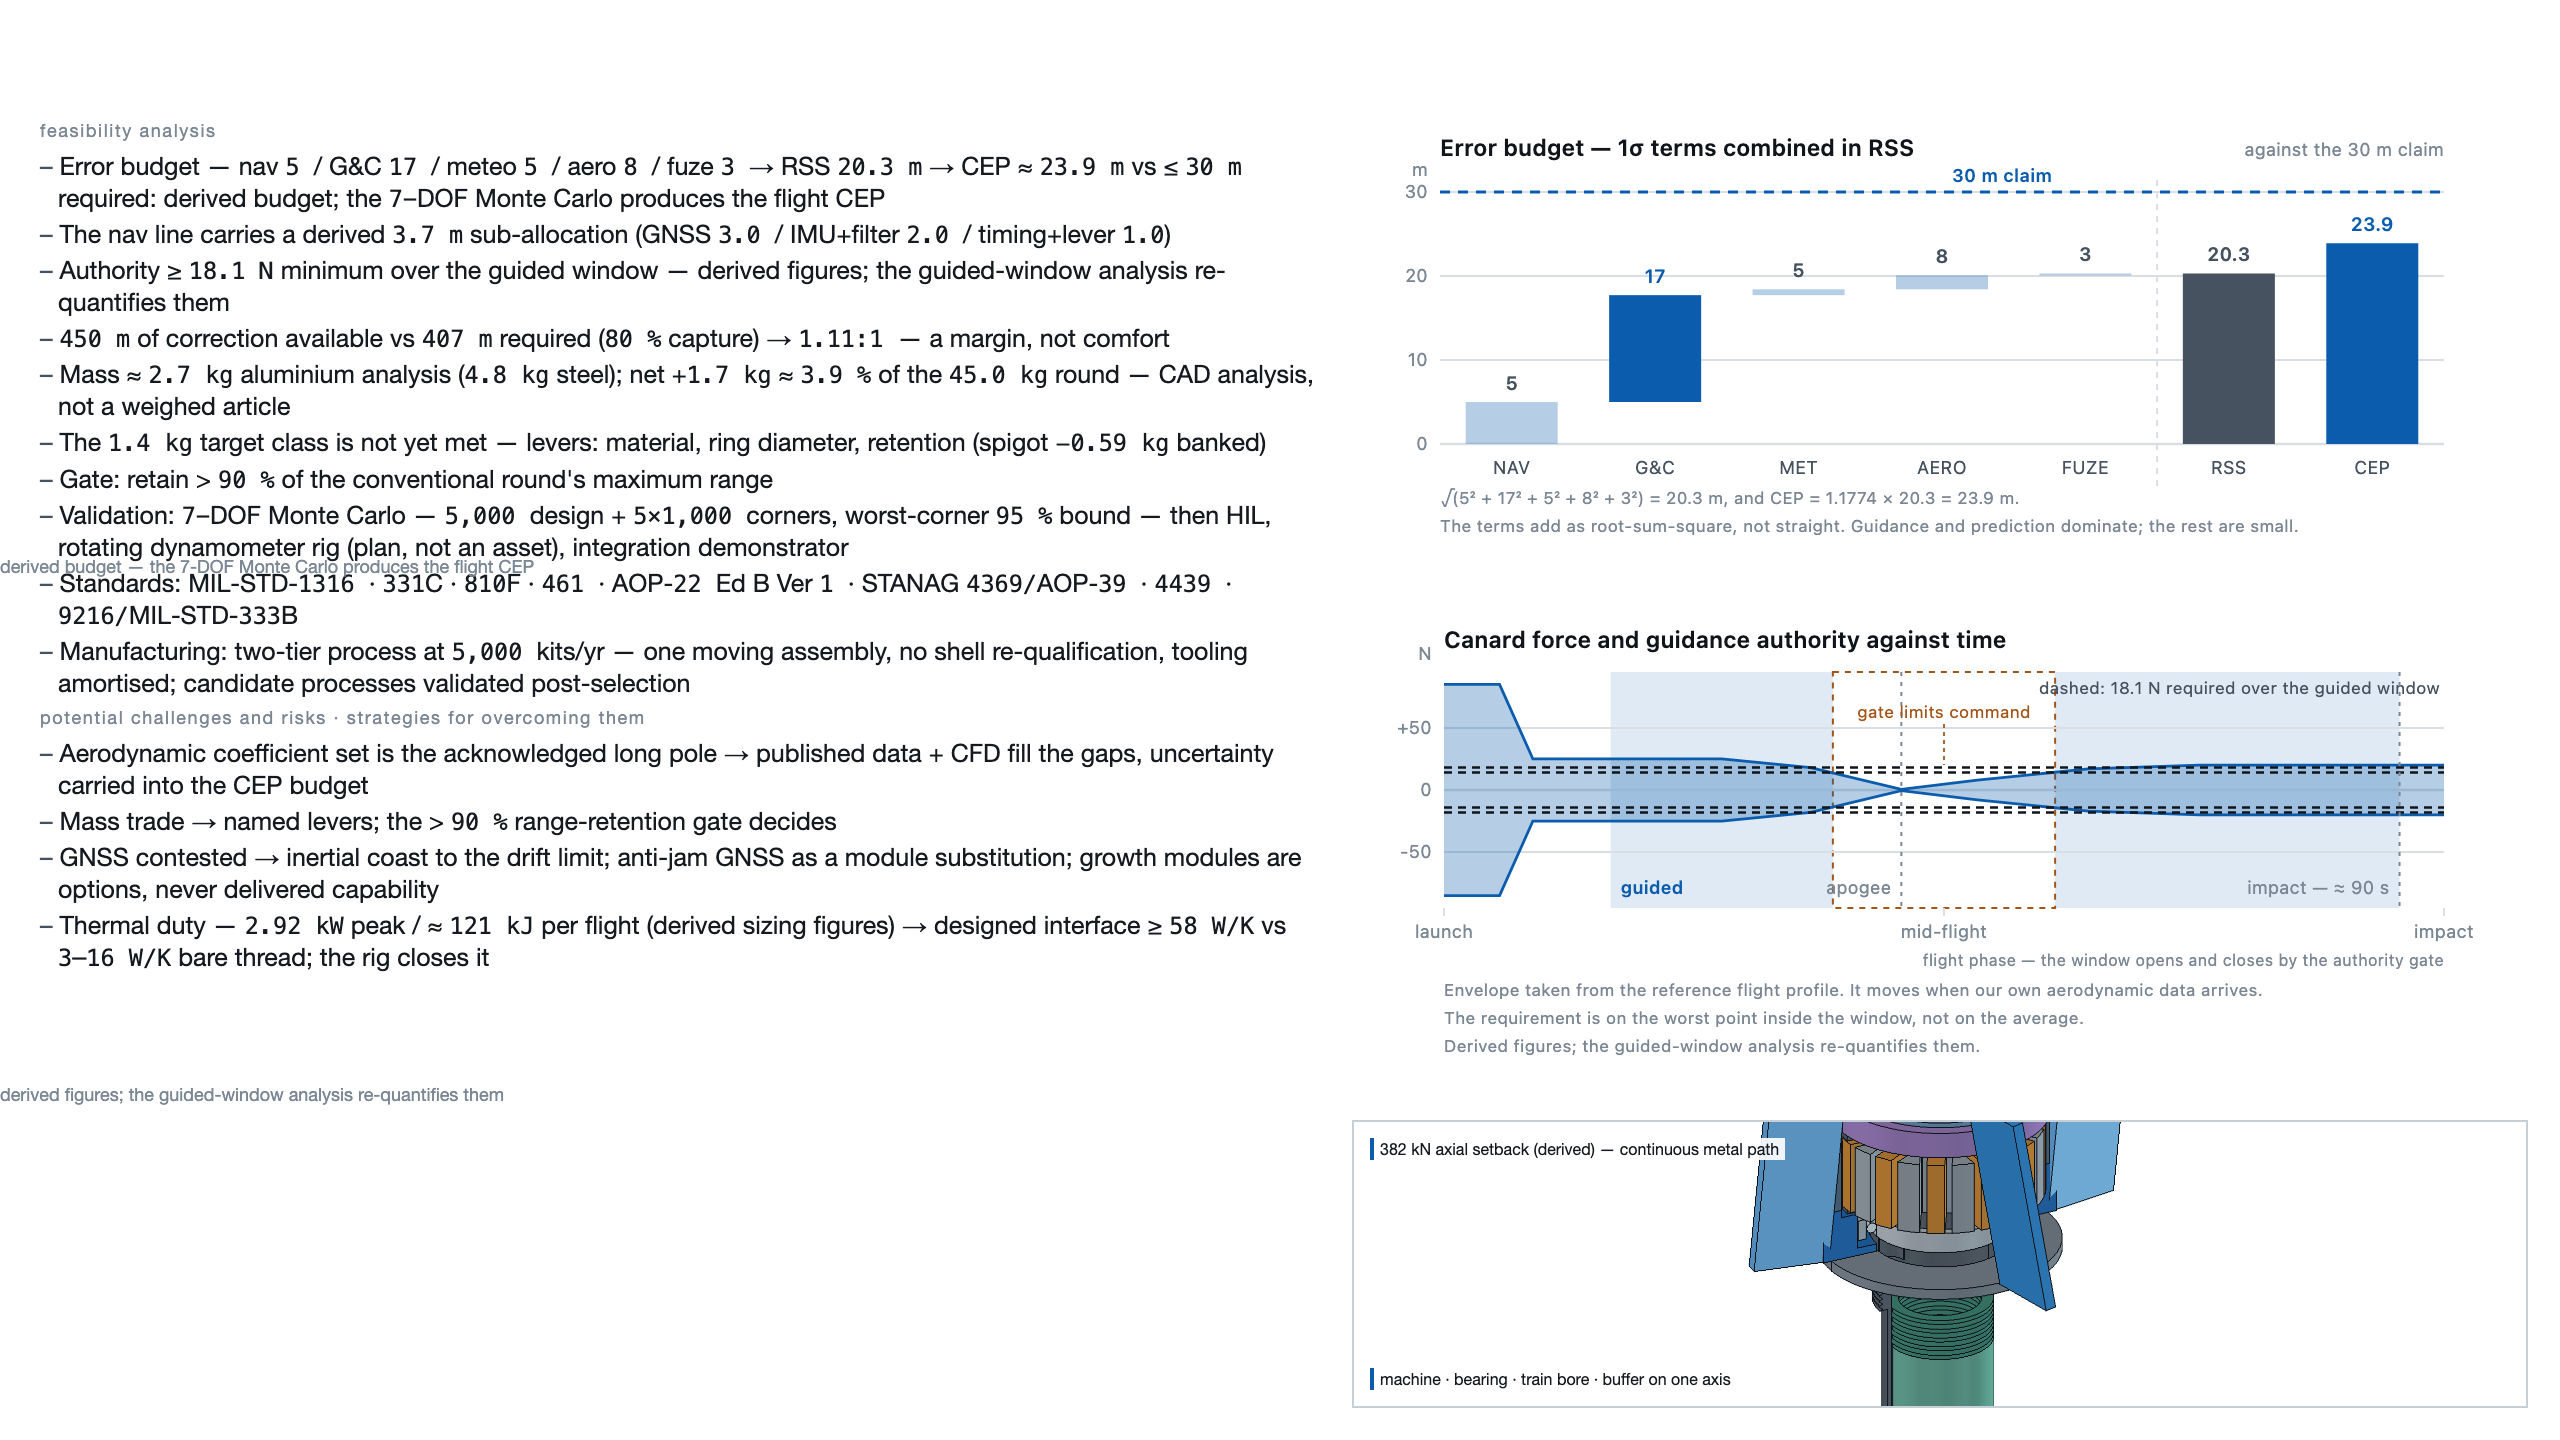 feasibility analysis
– Error budget — nav 5 / G&C 17 / meteo 5 / aero 8 / fuze 3 → RSS 20.3 m → CEP ≈ 23.9 m vs ≤ 30 m
required: derived budget; the 7–DOF Monte Carlo produces the flight CEP
– The nav line carries a derived 3.7 m sub-allocation (GNSS 3.0 / IMU+filter 2.0 / timing+lever 1.0)
– Authority ≥ 18.1 N minimum over the guided window — derived figures; the guided-window analysis re-
quantifies them
– 450 m of correction available vs 407 m required (80 % capture) → 1.11:1 — a margin, not comfort
– Mass ≈ 2.7 kg aluminium analysis (4.8 kg steel); net +1.7 kg ≈ 3.9 % of the 45.0 kg round — CAD analysis,
not a weighed article
– The 1.4 kg target class is not yet met — levers: material, ring diameter, retention (spigot −0.59 kg banked)
– Gate: retain > 90 % of the conventional round's maximum range
– Validation: 7–DOF Monte Carlo — 5,000 design + 5×1,000 corners, worst-corner 95 % bound — then HIL,
rotating dynamometer rig (plan, not an asset), integration demonstrator
derived budget — the 7-DOF Monte Carlo produces the flight CEP
– Standards: MIL-STD-1316 · 331C · 810F · 461 · AOP-22 Ed B Ver 1 · STANAG 4369/AOP-39 · 4439 ·
9216/MIL-STD-333B
– Manufacturing: two-tier process at 5,000 kits/yr — one moving assembly, no shell re-qualification, tooling
amortised; candidate processes validated post-selection
potential challenges and risks · strategies for overcoming them
– Aerodynamic coefficient set is the acknowledged long pole → published data + CFD fill the gaps, uncertainty
carried into the CEP budget
– Mass trade → named levers; the > 90 % range-retention gate decides
– GNSS contested → inertial coast to the drift limit; anti-jam GNSS as a module substitution; growth modules are
options, never delivered capability
– Thermal duty — 2.92 kW peak / ≈ 121 kJ per flight (derived sizing figures) → designed interface ≥ 58 W/K vs
3–16 W/K bare thread; the rig closes it
derived figures; the guided-window analysis re-quantifies them
Error budget — 1σ terms combined in RSS
against the 30 m claim
m
30 m claim
30
23.9
17
5
8
3
20.3
20
10
5
0
NAV G&C MET AERO FUZE RSS CEP
√(5² + 17² + 5² + 8² + 3²) = 20.3 m, and CEP = 1.1774 × 20.3 = 23.9 m.
The terms add as root-sum-square, not straight. Guidance and prediction dominate; the rest are small.
Canard force and guidance authority against time
N
dashed: 18.1 N required over the guided window
gate limits command
+50
0
-50
guided
apogee
impact — ≈ 90 s
launch mid-flight impact
flight phase — the window opens and closes by the authority gate
Envelope taken from the reference flight profile. It moves when our own aerodynamic data arrives.
The requirement is on the worst point inside the window, not on the average.
Derived figures; the guided-window analysis re-quantifies them.
382 kN axial setback (derived) — continuous metal path
machine · bearing · train bore · buffer on one axis